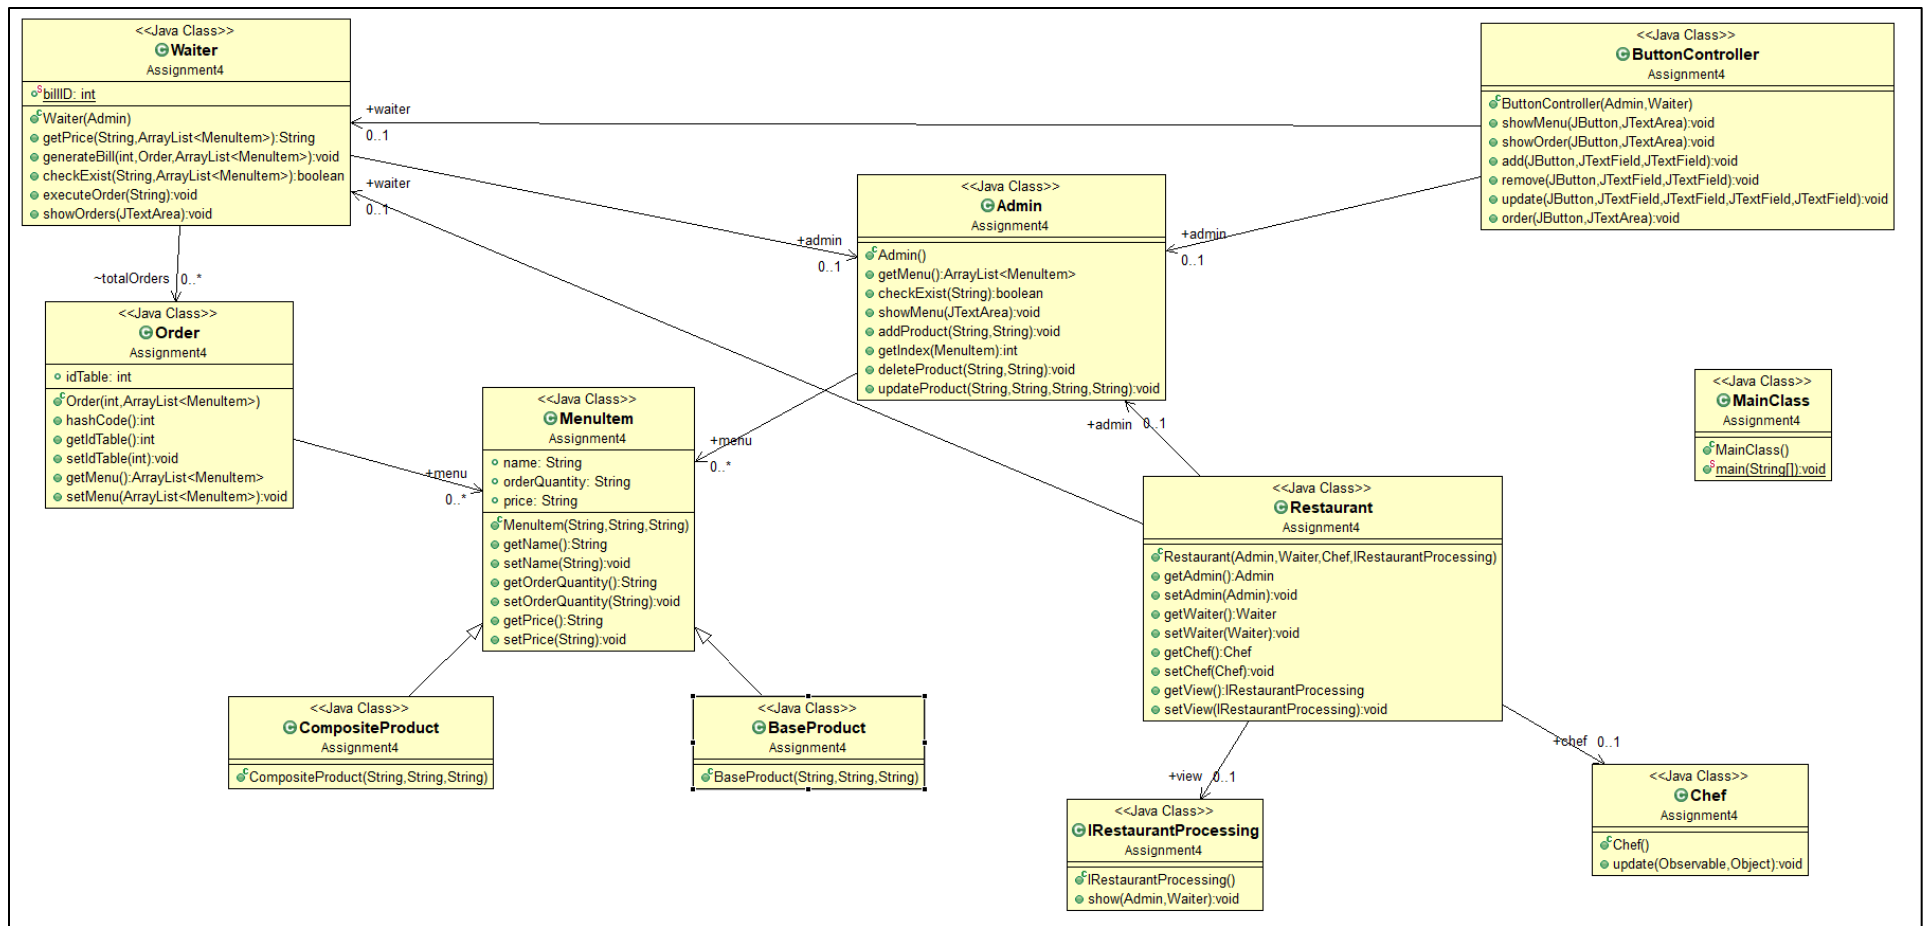 <<Java Class>>
Waiter
Assignment4
billID: int
Waiter(Admin)
getPrice(String,ArrayList<MenuItem>):String
generateBill(int,Order,ArrayList<MenuItem>):void
checkExist(String,ArrayList<MenuItem>):boolean
executeOrder(String):void
showOrders(JTextArea):void
+waiter
0..1
+waiter
0..1
<<Java Class>>
ButtonController
Assignment4
ButtonController(Admin,Waiter)
showMenu(JButton,JTextArea):void
showOrder(JButton,JTextArea):void
add(JButton,JTextField,JTextField):void
remove(JButton,JTextField,JTextField):void
update(JButton,JTextField,JTextField,JTextField,JTextField):void
order(JButton,JTextArea):void
<<Java Class>>
Admin
Assignment4
Admin()
getMenu():ArrayList<MenuItem>
checkExist(String):boolean
showMenu(JTextArea):void
addProduct(String,String):void
getIndex(MenuItem):int
deleteProduct(String,String):void
updateProduct(String,String,String,String):void
+admin
0..1
+admin
0..1
~totalOrders 0..*
<<Java Class>>
Order
Assignment4
idTable: int
Order(int,ArrayList<MenuItem>)
hashCode():int
getIdTable():int
setIdTable(int):void
getMenu():ArrayList<MenuItem>
setMenu(ArrayList<MenuItem>):void
+menu
0..*
<<Java Class>>
MenuItem
Assignment4
name: String
orderQuantity: String
price: String
MenuItem(String,String,String)
getName():String
setName(String):void
getOrderQuantity():String
setOrderQuantity(String):void
getPrice():String
setPrice(String):void
+menu
0..*
+admin 0..1
<<Java Class>>
MainClass
Assignment4
MainClass()
main(String[]):void
<<Java Class>>
Restaurant
Assignment4
Restaurant(Admin,Waiter,Chef,IRestaurantProcessing)
getAdmin():Admin
setAdmin(Admin):void
getWaiter():Waiter
setWaiter(Waiter):void
getChef():Chef
setChef(Chef):void
getView():IRestaurantProcessing
setView(IRestaurantProcessing):void
<<Java Class>>
CompositeProduct
Assignment4
CompositeProduct(String,String,String)
<<Java Class>>
BaseProduct
Assignment4
BaseProduct(String,String,String)
+view 0..1
+chef 0..1
<<Java Class>>
IRestaurantProcessing
Assignment4
IRestaurantProcessing()
show(Admin,Waiter):void
<<Java Class>>
Chef
Assignment4
Chef()
update(Observable,Object):void